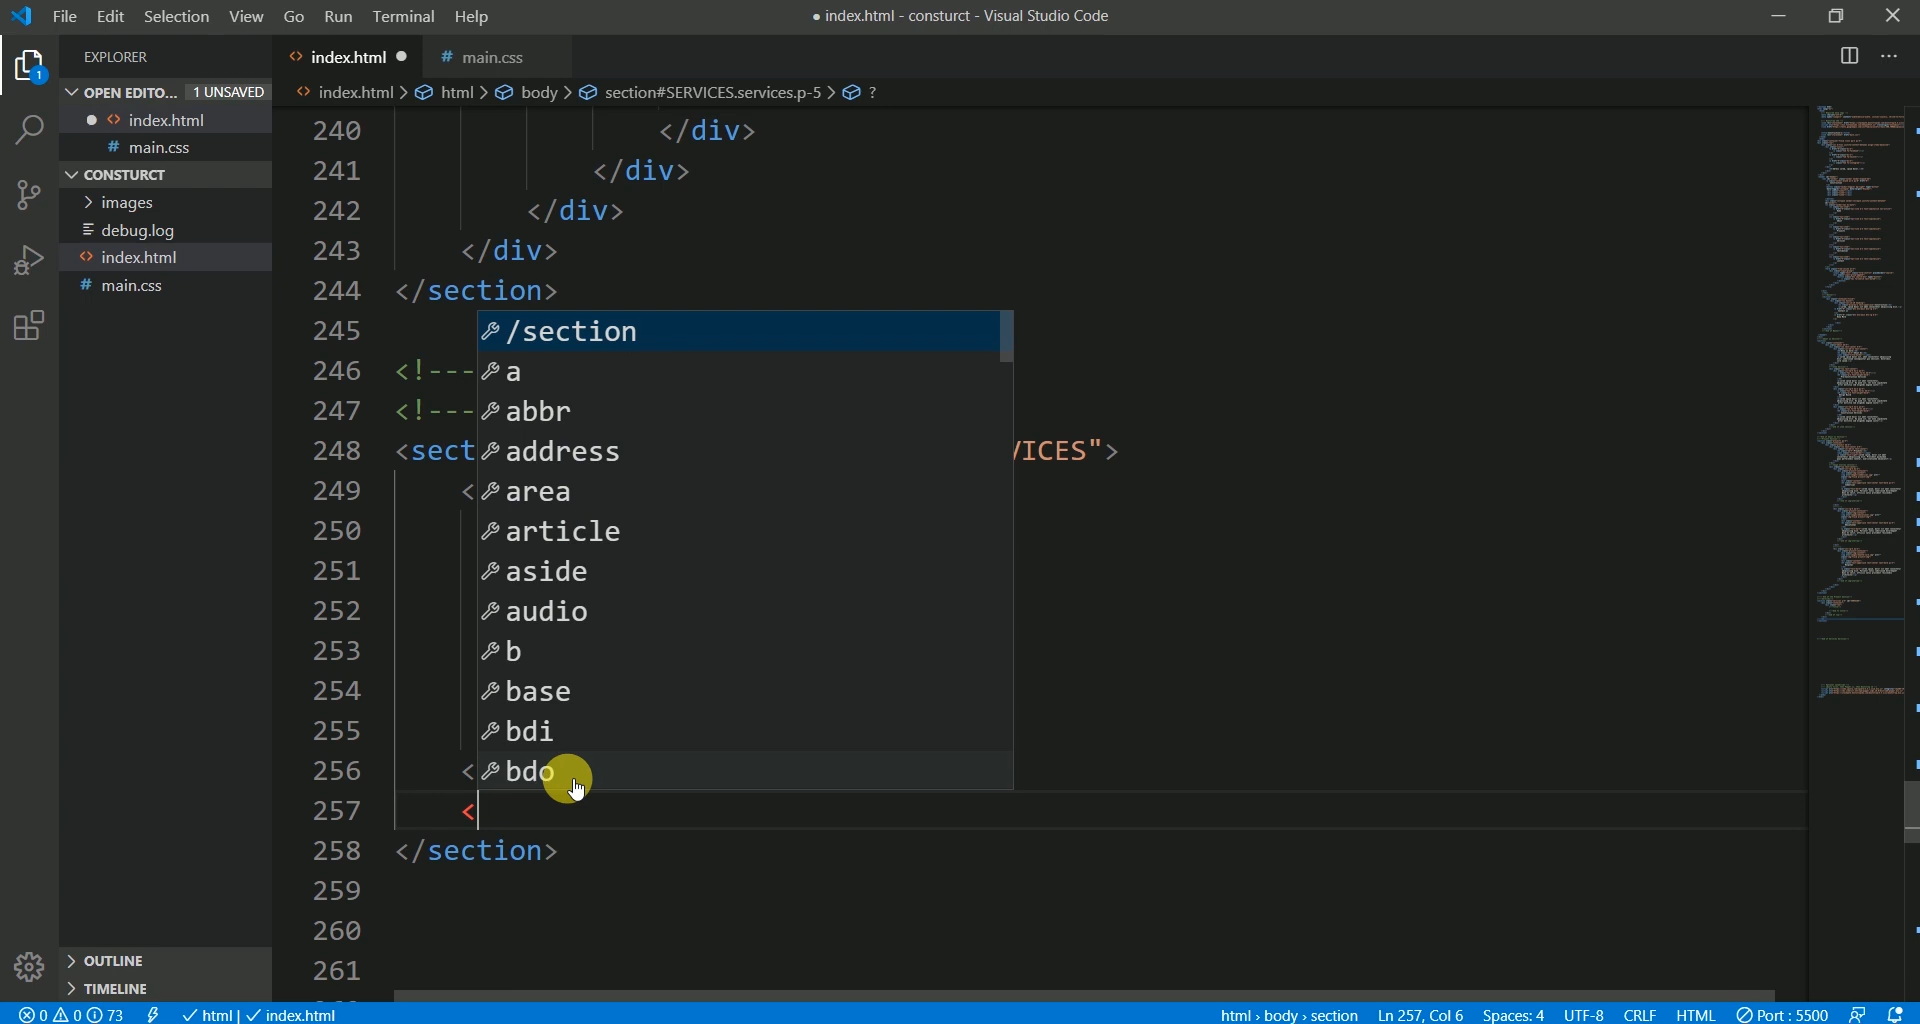 File Edit Selection View Go Run Terminal Help
● index.html - consturct - Visual Studio Code
EXPLORER
index.html ●
# main.css
OPEN EDITO... 1 UNSAVED
● <> index.html
# main.css
CONSTURCT
images
debug.log
<> index.html
# main.css
OUTLINE
TIMELINE
1
<> index.html > html > body > section#SERVICES.services.p-5 > ?
240 </div>
241 </div>
242 </div>
243 </div>
244 </section>
245
246 <!---
247 <!---
248 <sect VICES">
249 <
250
251
252
253
254
255
256 <
257 <
258 </section>
259
260
261
/section
a
abbr
address
area
article
aside
audio
b
base
bdi
bdo
0 0 73 html | index.html
html > body > section Ln 257, Col 6 Spaces: 4 UTF-8 CRLF HTML Port : 5500